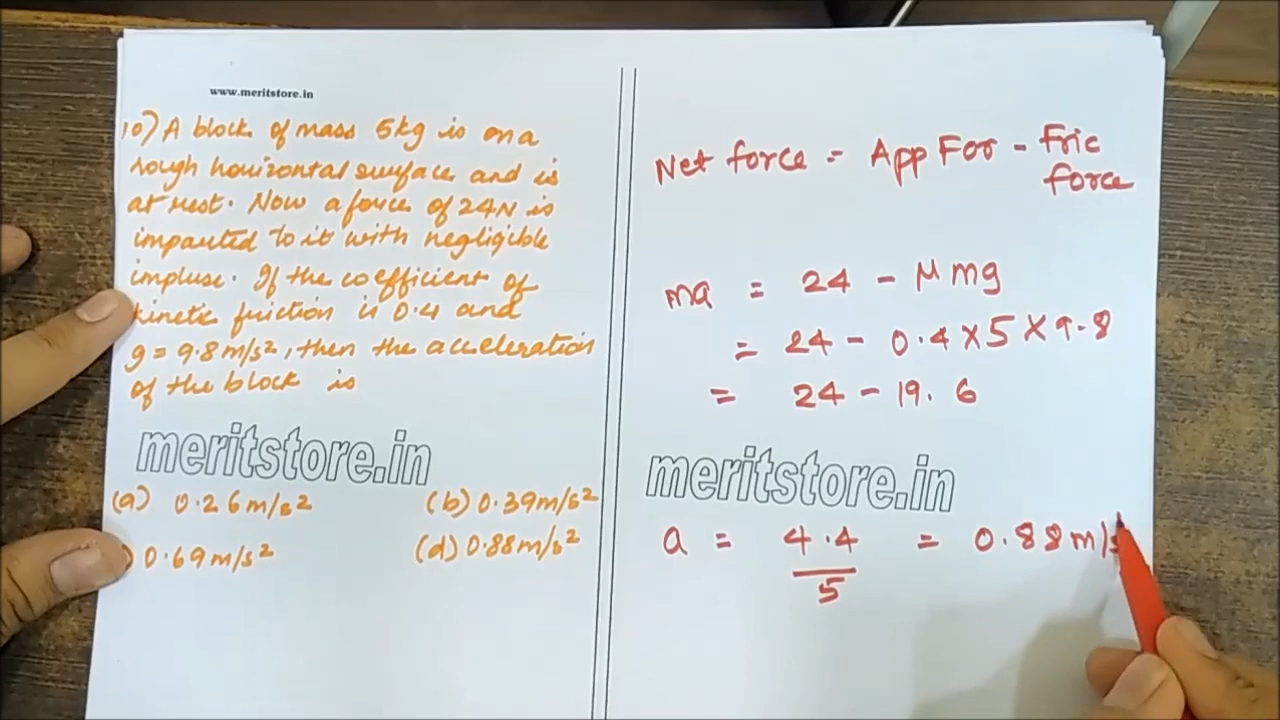 www.meritstore.in
10) A block of mass 5kg is on a
rough horizontal surface and is
at rest. Now a force of 24N is
imparted to it with negligible
impluse. If the coefficient of
kinetic friction is 0.4 and
g = 9.8 m/s², then the acceleration
of the block is
meritstore.in
(a) 0.26 m/s² (b) 0.39 m/s²
) 0.69 m/s² (d) 0.88 m/s²
Net force = App For - Fric
force
ma = 24 - μmg
= 24 - 0.4 × 5 × 9.8
= 24 - 19.6
meritstore.in
a = 4.4 / 5 = 0.88 m/s